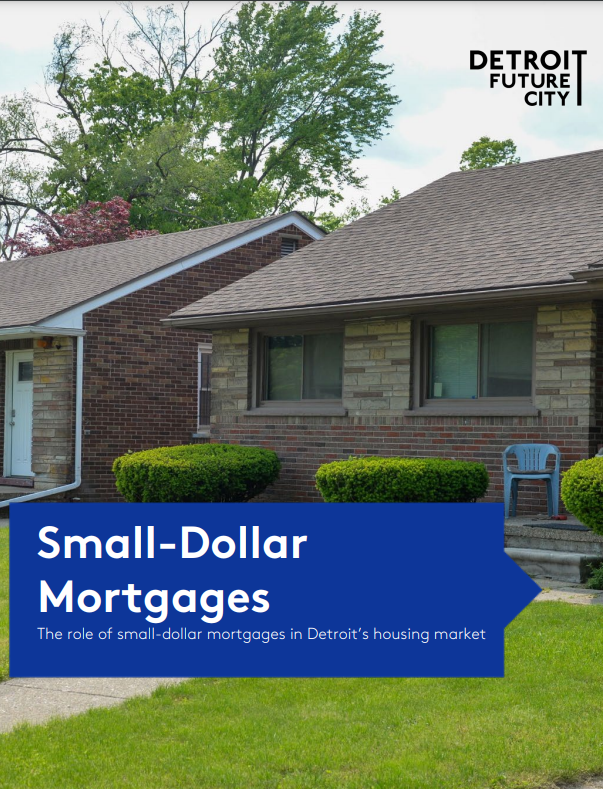 DETROIT
FUTURE
CITY
Small-Dollar
Mortgages
The role of small-dollar mortgages in Detroit's housing market